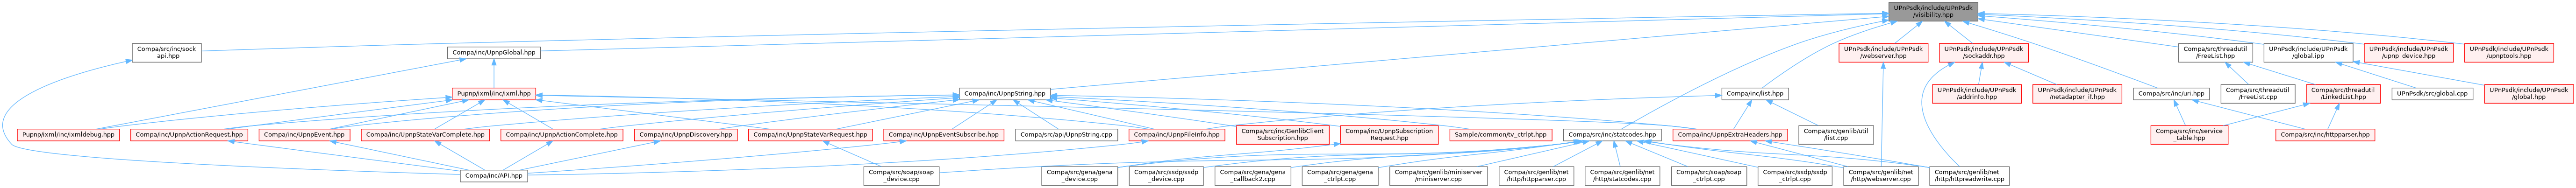 UPnPsdk/include/UPnPsdk
/visibility.hpp
Compa/src/inc/sock
_api.hpp
Compa/inc/UpnpGlobal.hpp
UPnPsdk/include/UPnPsdk
/webserver.hpp
UPnPsdk/include/UPnPsdk
/sockaddr.hpp
Compa/src/threadutil
/FreeList.hpp
UPnPsdk/include/UPnPsdk
/global.ipp
UPnPsdk/include/UPnPsdk
/upnp_device.hpp
UPnPsdk/include/UPnPsdk
/upnptools.hpp
Pupnp/ixml/inc/ixml.hpp
Compa/inc/UpnpString.hpp
Compa/inc/list.hpp
UPnPsdk/include/UPnPsdk
/addrinfo.hpp
UPnPsdk/include/UPnPsdk
/netadapter_if.hpp
Compa/src/inc/uri.hpp
Compa/src/threadutil
/FreeList.cpp
Compa/src/threadutil
/LinkedList.hpp
UPnPsdk/src/global.cpp
UPnPsdk/include/UPnPsdk
/global.hpp
Pupnp/ixml/inc/ixmldebug.hpp
Compa/inc/UpnpActionRequest.hpp
Compa/inc/UpnpEvent.hpp
Compa/inc/UpnpStateVarComplete.hpp
Compa/inc/UpnpActionComplete.hpp
Compa/inc/UpnpDiscovery.hpp
Compa/inc/UpnpStateVarRequest.hpp
Compa/inc/UpnpEventSubscribe.hpp
Compa/src/api/UpnpString.cpp
Compa/inc/UpnpFileInfo.hpp
Compa/src/inc/GenlibClient
Subscription.hpp
Compa/inc/UpnpSubscription
Request.hpp
Sample/common/tv_ctrlpt.hpp
Compa/src/inc/statcodes.hpp
Compa/inc/UpnpExtraHeaders.hpp
Compa/src/genlib/util
/list.cpp
Compa/src/inc/service
_table.hpp
Compa/src/inc/httpparser.hpp
Compa/inc/API.hpp
Compa/src/soap/soap
_device.cpp
Compa/src/gena/gena
_device.cpp
Compa/src/ssdp/ssdp
_device.cpp
Compa/src/gena/gena
_callback2.cpp
Compa/src/gena/gena
_ctrlpt.cpp
Compa/src/genlib/miniserver
/miniserver.cpp
Compa/src/genlib/net
/http/httpparser.cpp
Compa/src/genlib/net
/http/statcodes.cpp
Compa/src/soap/soap
_ctrlpt.cpp
Compa/src/ssdp/ssdp
_ctrlpt.cpp
Compa/src/genlib/net
/http/webserver.cpp
Compa/src/genlib/net
/http/httpreadwrite.cpp